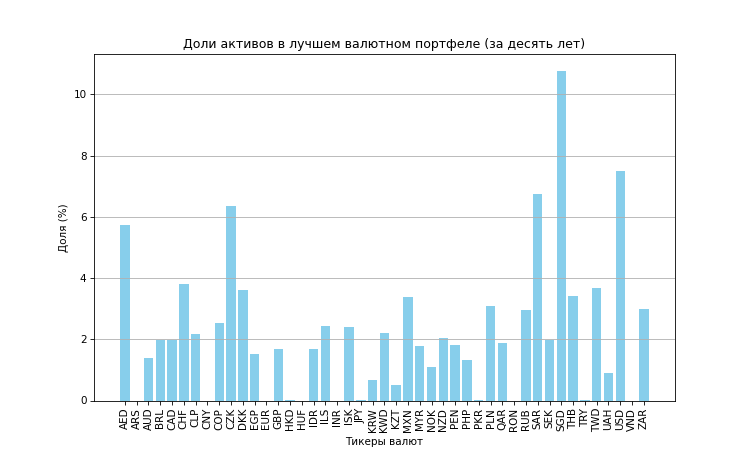 Доли активов в лучшем валютном портфеле (за десять лет)
Доля (%)
10
8
6
4
2
0
AED ARS AUD BRL CAD CHF CLP CNY COP CZK DKK EGP EUR GBP HKD HUF IDR ILS INR ISK JPY KRW KWD KZT MXN MYR NOK NZD PEN PHP PKR PLN QAR RON RUB SAR SEK SGD THB TRY TWD UAH USD VND ZAR
Тикеры валют